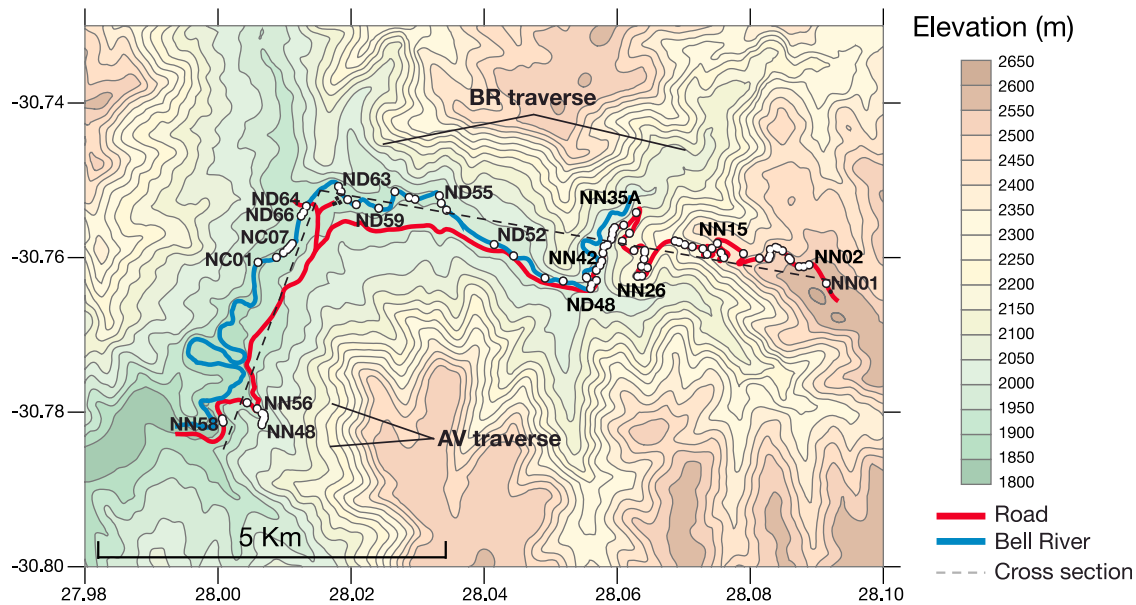 Elevation (m)
2650
2600
2550
2500
2450
2400
2350
2300
2250
2200
2150
2100
2050
2000
1950
1900
1850
1800
Road
Bell River
Cross section
-30.74
-30.76
-30.78
-30.80
27.98
28.00
28.02
28.04
28.06
28.08
28.10
BR traverse
ND63
ND64
ND66
ND55
ND59
NC07
NC01
ND52
NN35A
NN42
NN15
NN02
NN01
NN26
ND48
NN56
NN58
NN48
AV traverse
5 Km